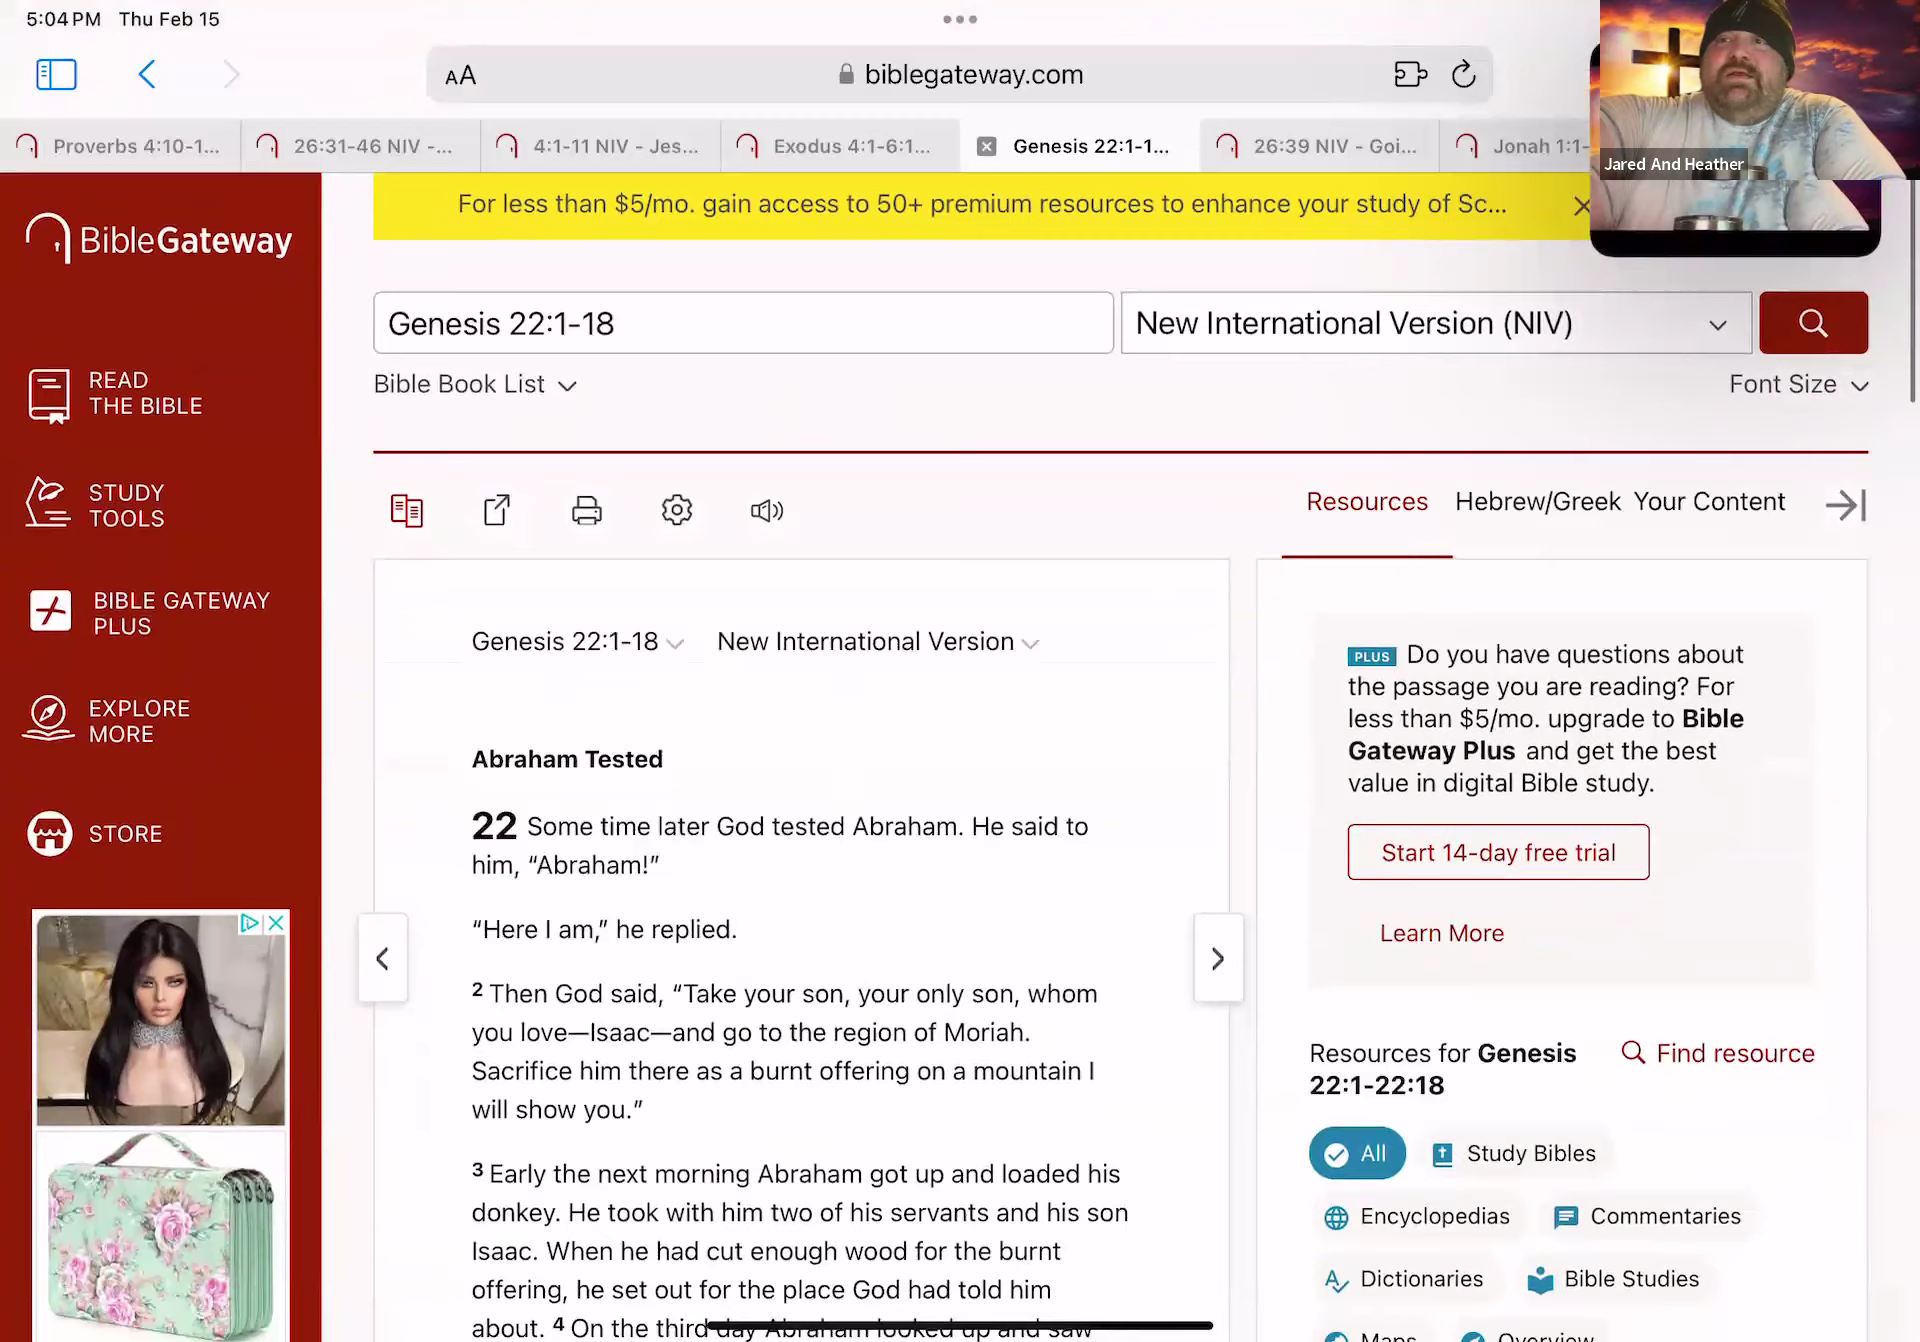 5:04 PM Thu Feb 15
AA
biblegateway.com
Proverbs 4:10-1...
26:31-46 NIV -...
4:1-11 NIV - Jes...
Exodus 4:1-6:1...
Genesis 22:1-1...
26:39 NIV - Goi...
Jonah 1:1-
Jared And Heather
BibleGateway
For less than $5/mo. gain access to 50+ premium resources to enhance your study of Sc...
Genesis 22:1-18
New International Version (NIV)
Bible Book List
Font Size
READ
THE BIBLE
STUDY
TOOLS
BIBLE GATEWAY
PLUS
EXPLORE
MORE
STORE
Resources Hebrew/Greek Your Content
Genesis 22:1-18 New International Version
Abraham Tested
22 Some time later God tested Abraham. He said to
him, “Abraham!”
“Here I am,” he replied.
2 Then God said, “Take your son, your only son, whom
you love—Isaac—and go to the region of Moriah.
Sacrifice him there as a burnt offering on a mountain I
will show you.”
3 Early the next morning Abraham got up and loaded his
donkey. He took with him two of his servants and his son
Isaac. When he had cut enough wood for the burnt
offering, he set out for the place God had told him
about. 4 On the third day Abraham looked up and saw
PLUS Do you have questions about
the passage you are reading? For
less than $5/mo. upgrade to Bible
Gateway Plus and get the best
value in digital Bible study.
Start 14-day free trial
Learn More
Resources for Genesis
22:1-22:18
Find resource
All
Study Bibles
Encyclopedias
Commentaries
Dictionaries
Bible Studies
Maps
Overview